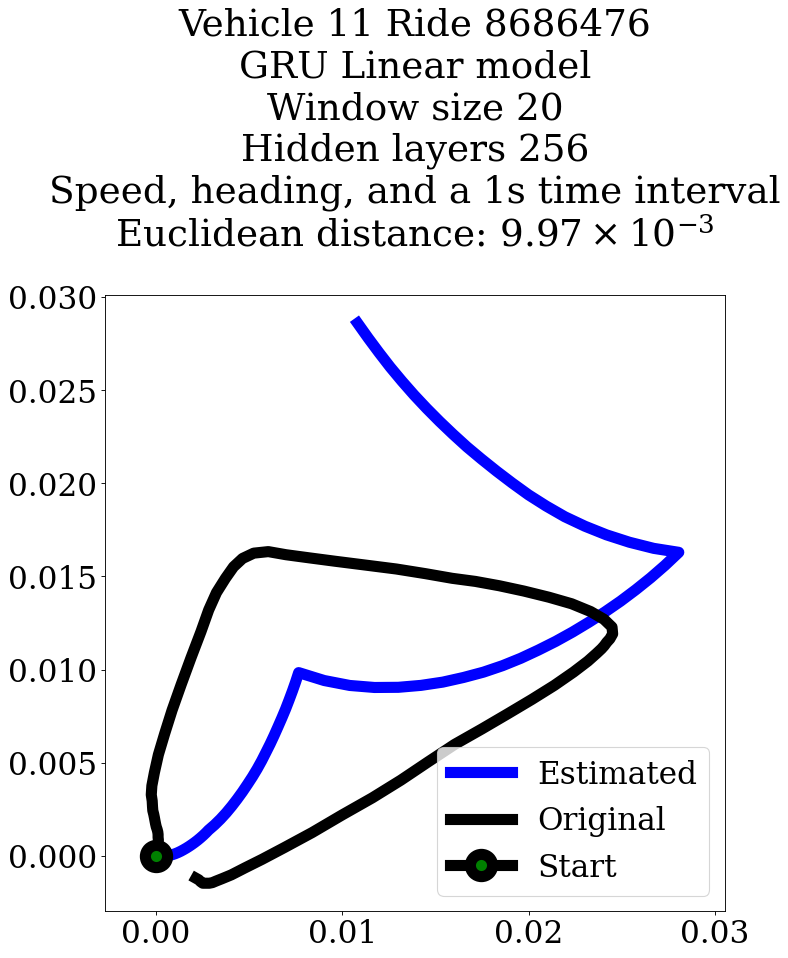 Vehicle 11 Ride 8686476
GRU Linear model
Window size 20
Hidden layers 256
Speed, heading, and a 1s time interval
Euclidean distance: 9.97 × 10⁻³
0.030
0.025
0.020
0.015
0.010
0.005
0.000
Estimated
Original
Start
0.00 0.01 0.02 0.03